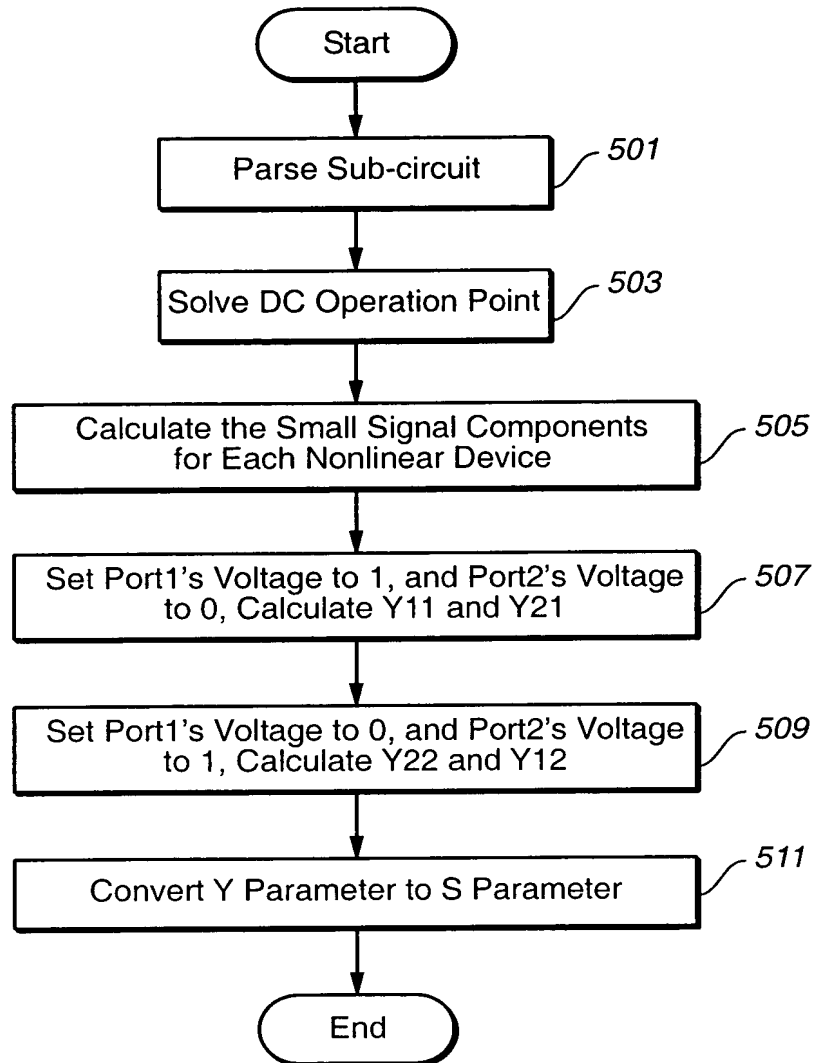 Start
Parse Sub-circuit
501
Solve DC Operation Point
503
Calculate the Small Signal Components
for Each Nonlinear Device
505
Set Port1's Voltage to 1, and Port2's Voltage
to 0, Calculate Y11 and Y21
507
Set Port1's Voltage to 0, and Port2's Voltage
to 1, Calculate Y22 and Y12
509
Convert Y Parameter to S Parameter
511
End